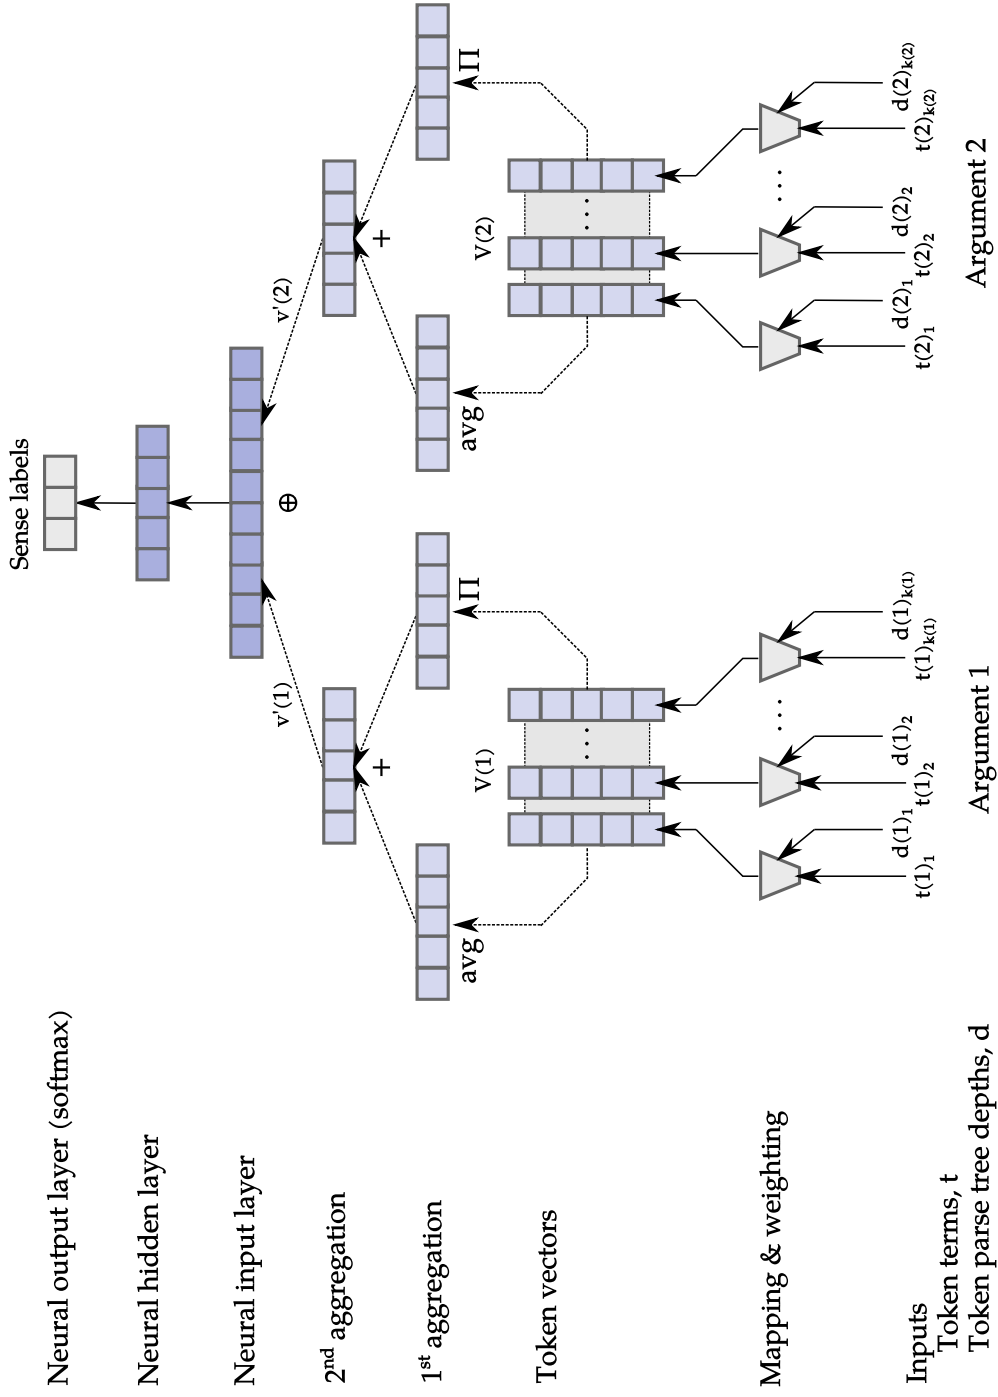 Neural output layer (softmax)
Sense labels
Neural hidden layer
Neural input layer
⊕
v'(1)
v'(2)
2nd aggregation
+
+
1st aggregation
avg
Π
avg
Π
Token vectors
V(1)
...
V(2)
...
Mapping & weighting
...
...
Inputs
Token terms, t
Token parse tree depths, d
t(1)1
d(1)1
t(1)2
d(1)2
t(1)k(1)
d(1)k(1)
t(2)1
d(2)1
t(2)2
d(2)2
t(2)k(2)
d(2)k(2)
Argument 1
Argument 2